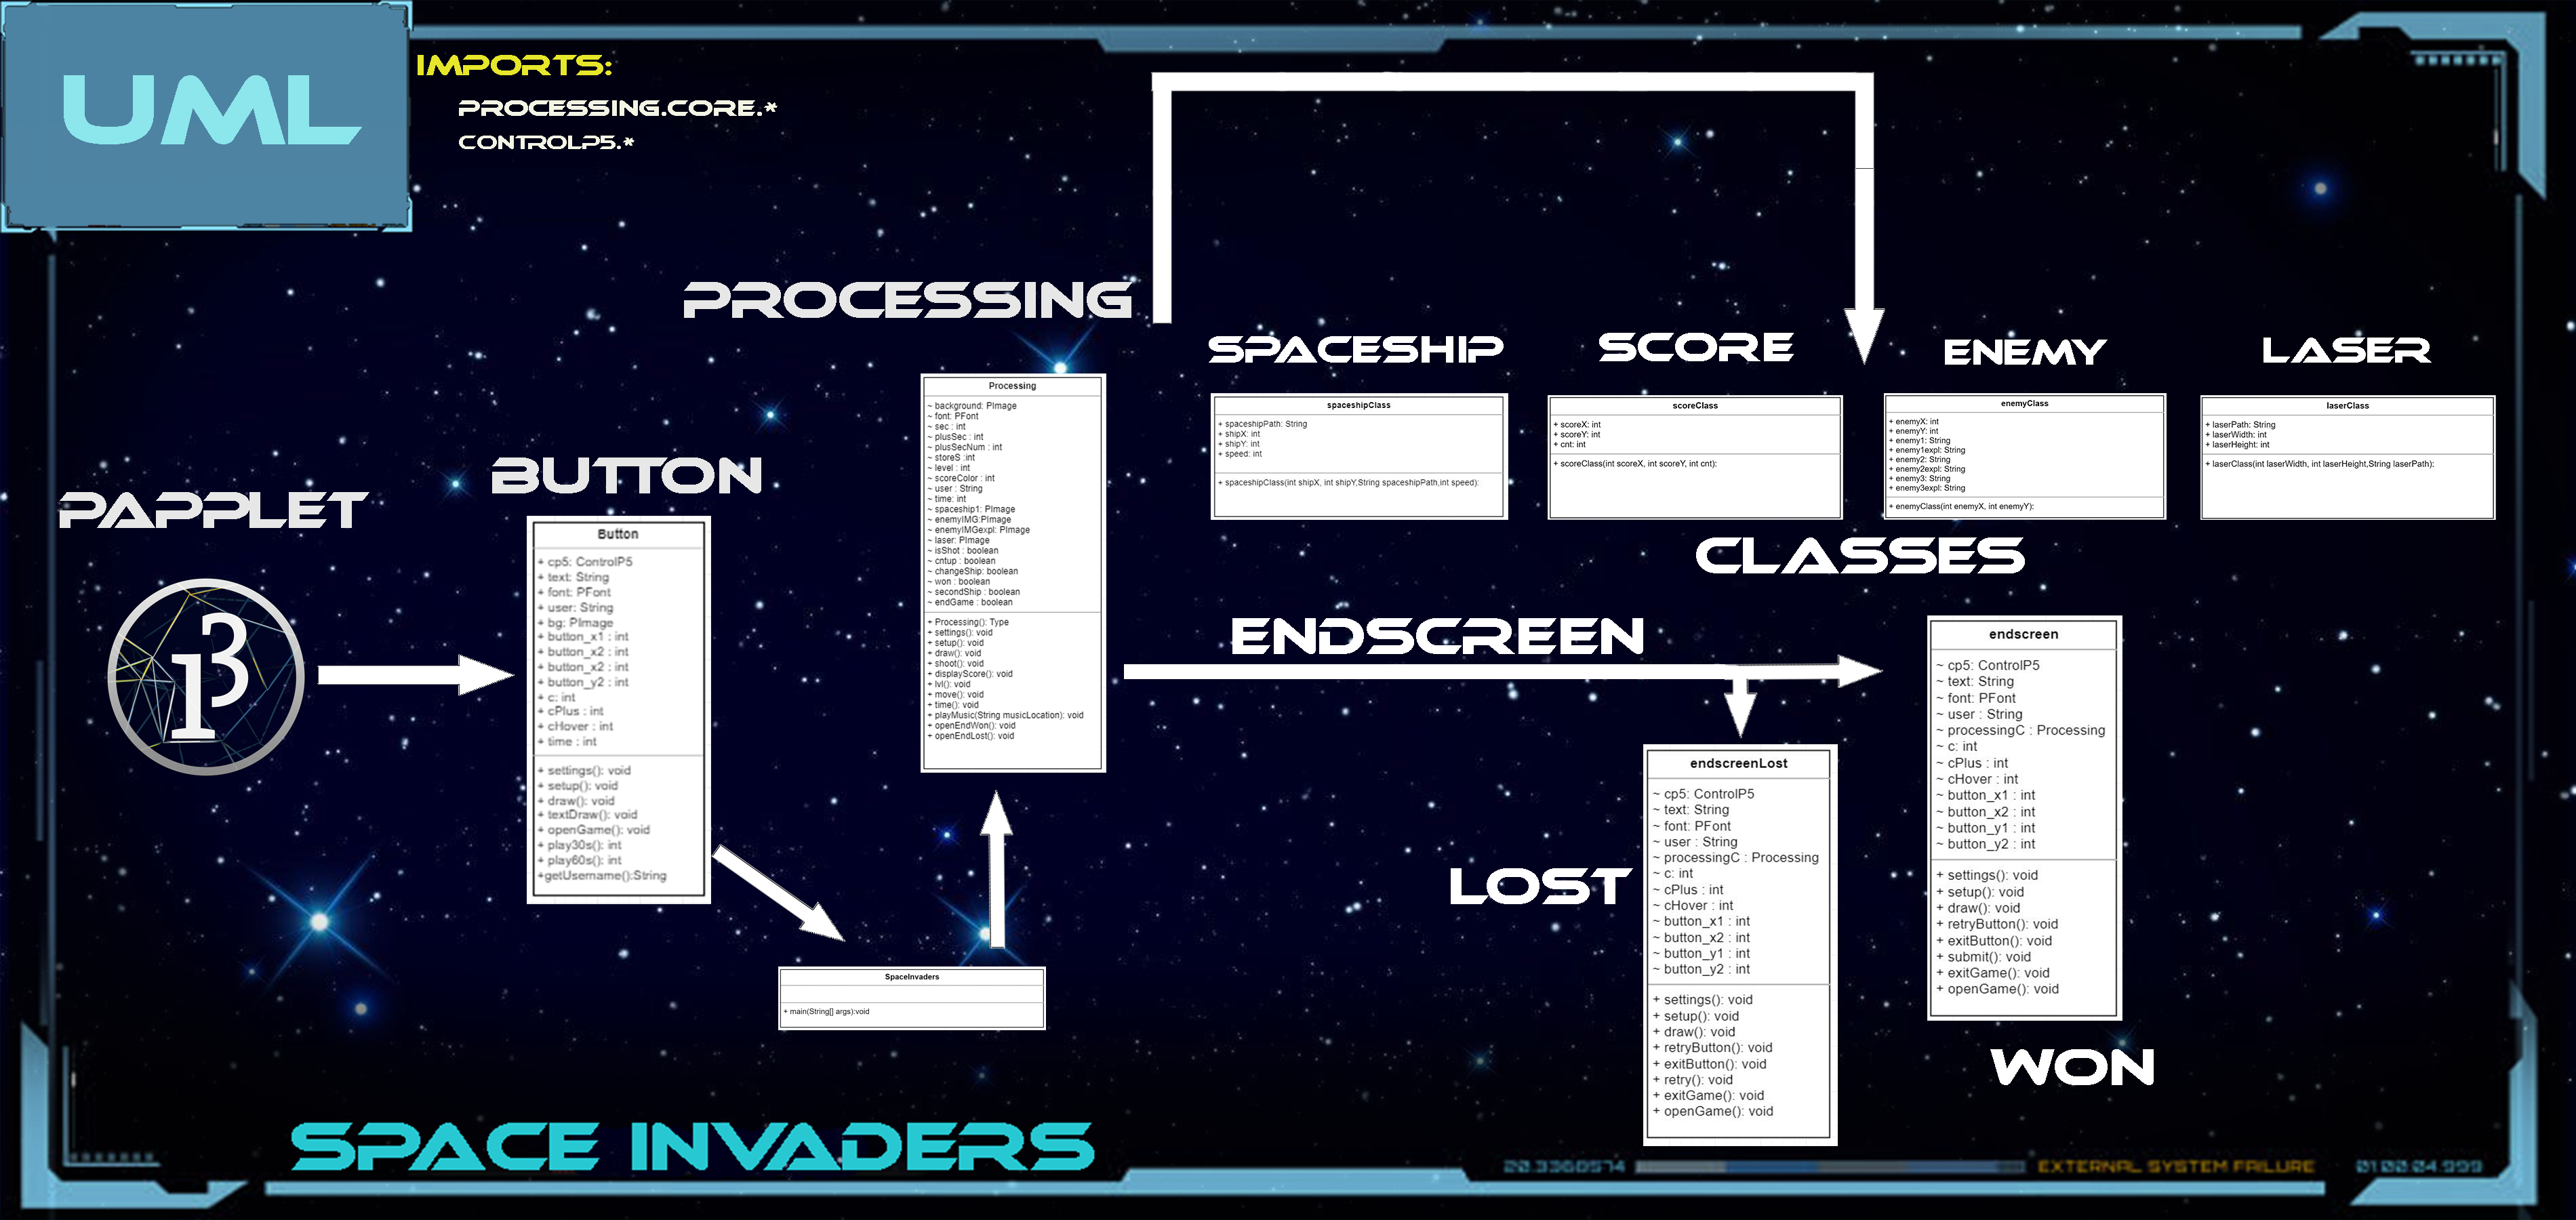 UML
IMPORTS:
PROCESSING.CORE.*
CONTROLP5.*
PAPPLET
BUTTON
Button
+ cp5: ControlP5
+ text: String
+ font: PFont
+ user: String
+ bg: PImage
+ button_x1 : int
+ button_x2 : int
+ button_x2 : int
+ button_y2 : int
+ c: int
+ cPlus : int
+ cHover : int
+ time : int
+ settings(): void
+ setup(): void
+ draw(): void
+ textDraw(): void
+ openGame(): void
+ play30s(): int
+ play60s(): int
+getUsername():String
SpaceInvaders
+ main(String[] args):void
PROCESSING
Processing
~ background: PImage
~ font: PFont
~ sec : int
~ plusSec : int
~ plusSecNum : int
~ storeS :int
~ level : int
~ scoreColor : int
~ user : String
~ time: int
~ spaceship1: PImage
~ enemyIMG:PImage
~ enemyIMGexpl: PImage
~ laser: PImage
~ isShot : boolean
~ cntup : boolean
~ changeShip: boolean
~ won : boolean
~ secondShip : boolean
~ endGame : boolean
+ Processing(): Type
+ settings(): void
+ setup(): void
+ draw(): void
+ shoot(): void
+ displayScore(): void
+ lvl(): void
+ move(): void
+ time(): void
+ playMusic(String musicLocation): void
+ openEndWon(): void
+ openEndLost(): void
SPACESHIP
spaceshipClass
+ spaceshipPath: String
+ shipX: int
+ shipY: int
+ speed: int
+ spaceshipClass(int shipX, int shipY,String spaceshipPath,int speed):
SCORE
scoreClass
+ scoreX: int
+ scoreY: int
+ cnt: int
+ scoreClass(int scoreX, int scoreY, int cnt):
ENEMY
enemyClass
+ enemyX: int
+ enemyY: int
+ enemy1: String
+ enemy1expl: String
+ enemy2: String
+ enemy2expl: String
+ enemy3: String
+ enemy3expl: String
+ enemyClass(int enemyX, int enemyY):
LASER
laserClass
+ laserPath: String
+ laserWidth: int
+ laserHeight: int
+ laserClass(int laserWidth, int laserHeight,String laserPath):
CLASSES
ENDSCREEN
LOST
endscreenLost
~ cp5: ControlP5
~ text: String
~ font: PFont
~ user : String
~ processingC : Processing
~ c: int
~ cPlus : int
~ cHover : int
~ button_x1 : int
~ button_x2 : int
~ button_y1 : int
~ button_y2 : int
+ settings(): void
+ setup(): void
+ draw(): void
+ retryButton(): void
+ exitButton(): void
+ retry(): void
+ exitGame(): void
+ openGame(): void
endscreen
~ cp5: ControlP5
~ text: String
~ font: PFont
~ user : String
~ processingC : Processing
~ c: int
~ cPlus : int
~ cHover : int
~ button_x1 : int
~ button_x2 : int
~ button_y1 : int
~ button_y2 : int
+ settings(): void
+ setup(): void
+ draw(): void
+ retryButton(): void
+ exitButton(): void
+ submit(): void
+ exitGame(): void
+ openGame(): void
WON
SPACE INVADERS
20.3360574
EXTERNAL SYSTEM FAILURE
01:00:04.999